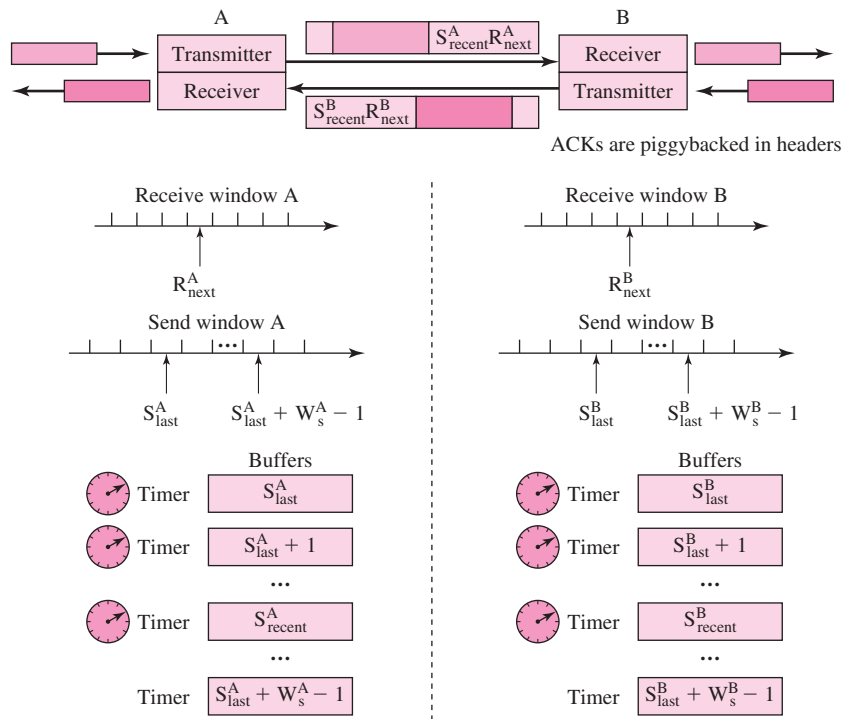 A B
Transmitter S^A_recent R^A_next Receiver
Receiver S^B_recent R^B_next Transmitter
ACKs are piggybacked in headers
Receive window A
R^A_next
Send window A
...
S^A_last S^A_last + W^A_s − 1
Buffers
Timer S^A_last
Timer S^A_last + 1
...
Timer S^A_recent
...
Timer S^A_last + W^A_s − 1
Receive window B
R^B_next
Send window B
...
S^B_last S^B_last + W^B_s − 1
Buffers
Timer S^B_last
Timer S^B_last + 1
...
Timer S^B_recent
...
Timer S^B_last + W^B_s − 1